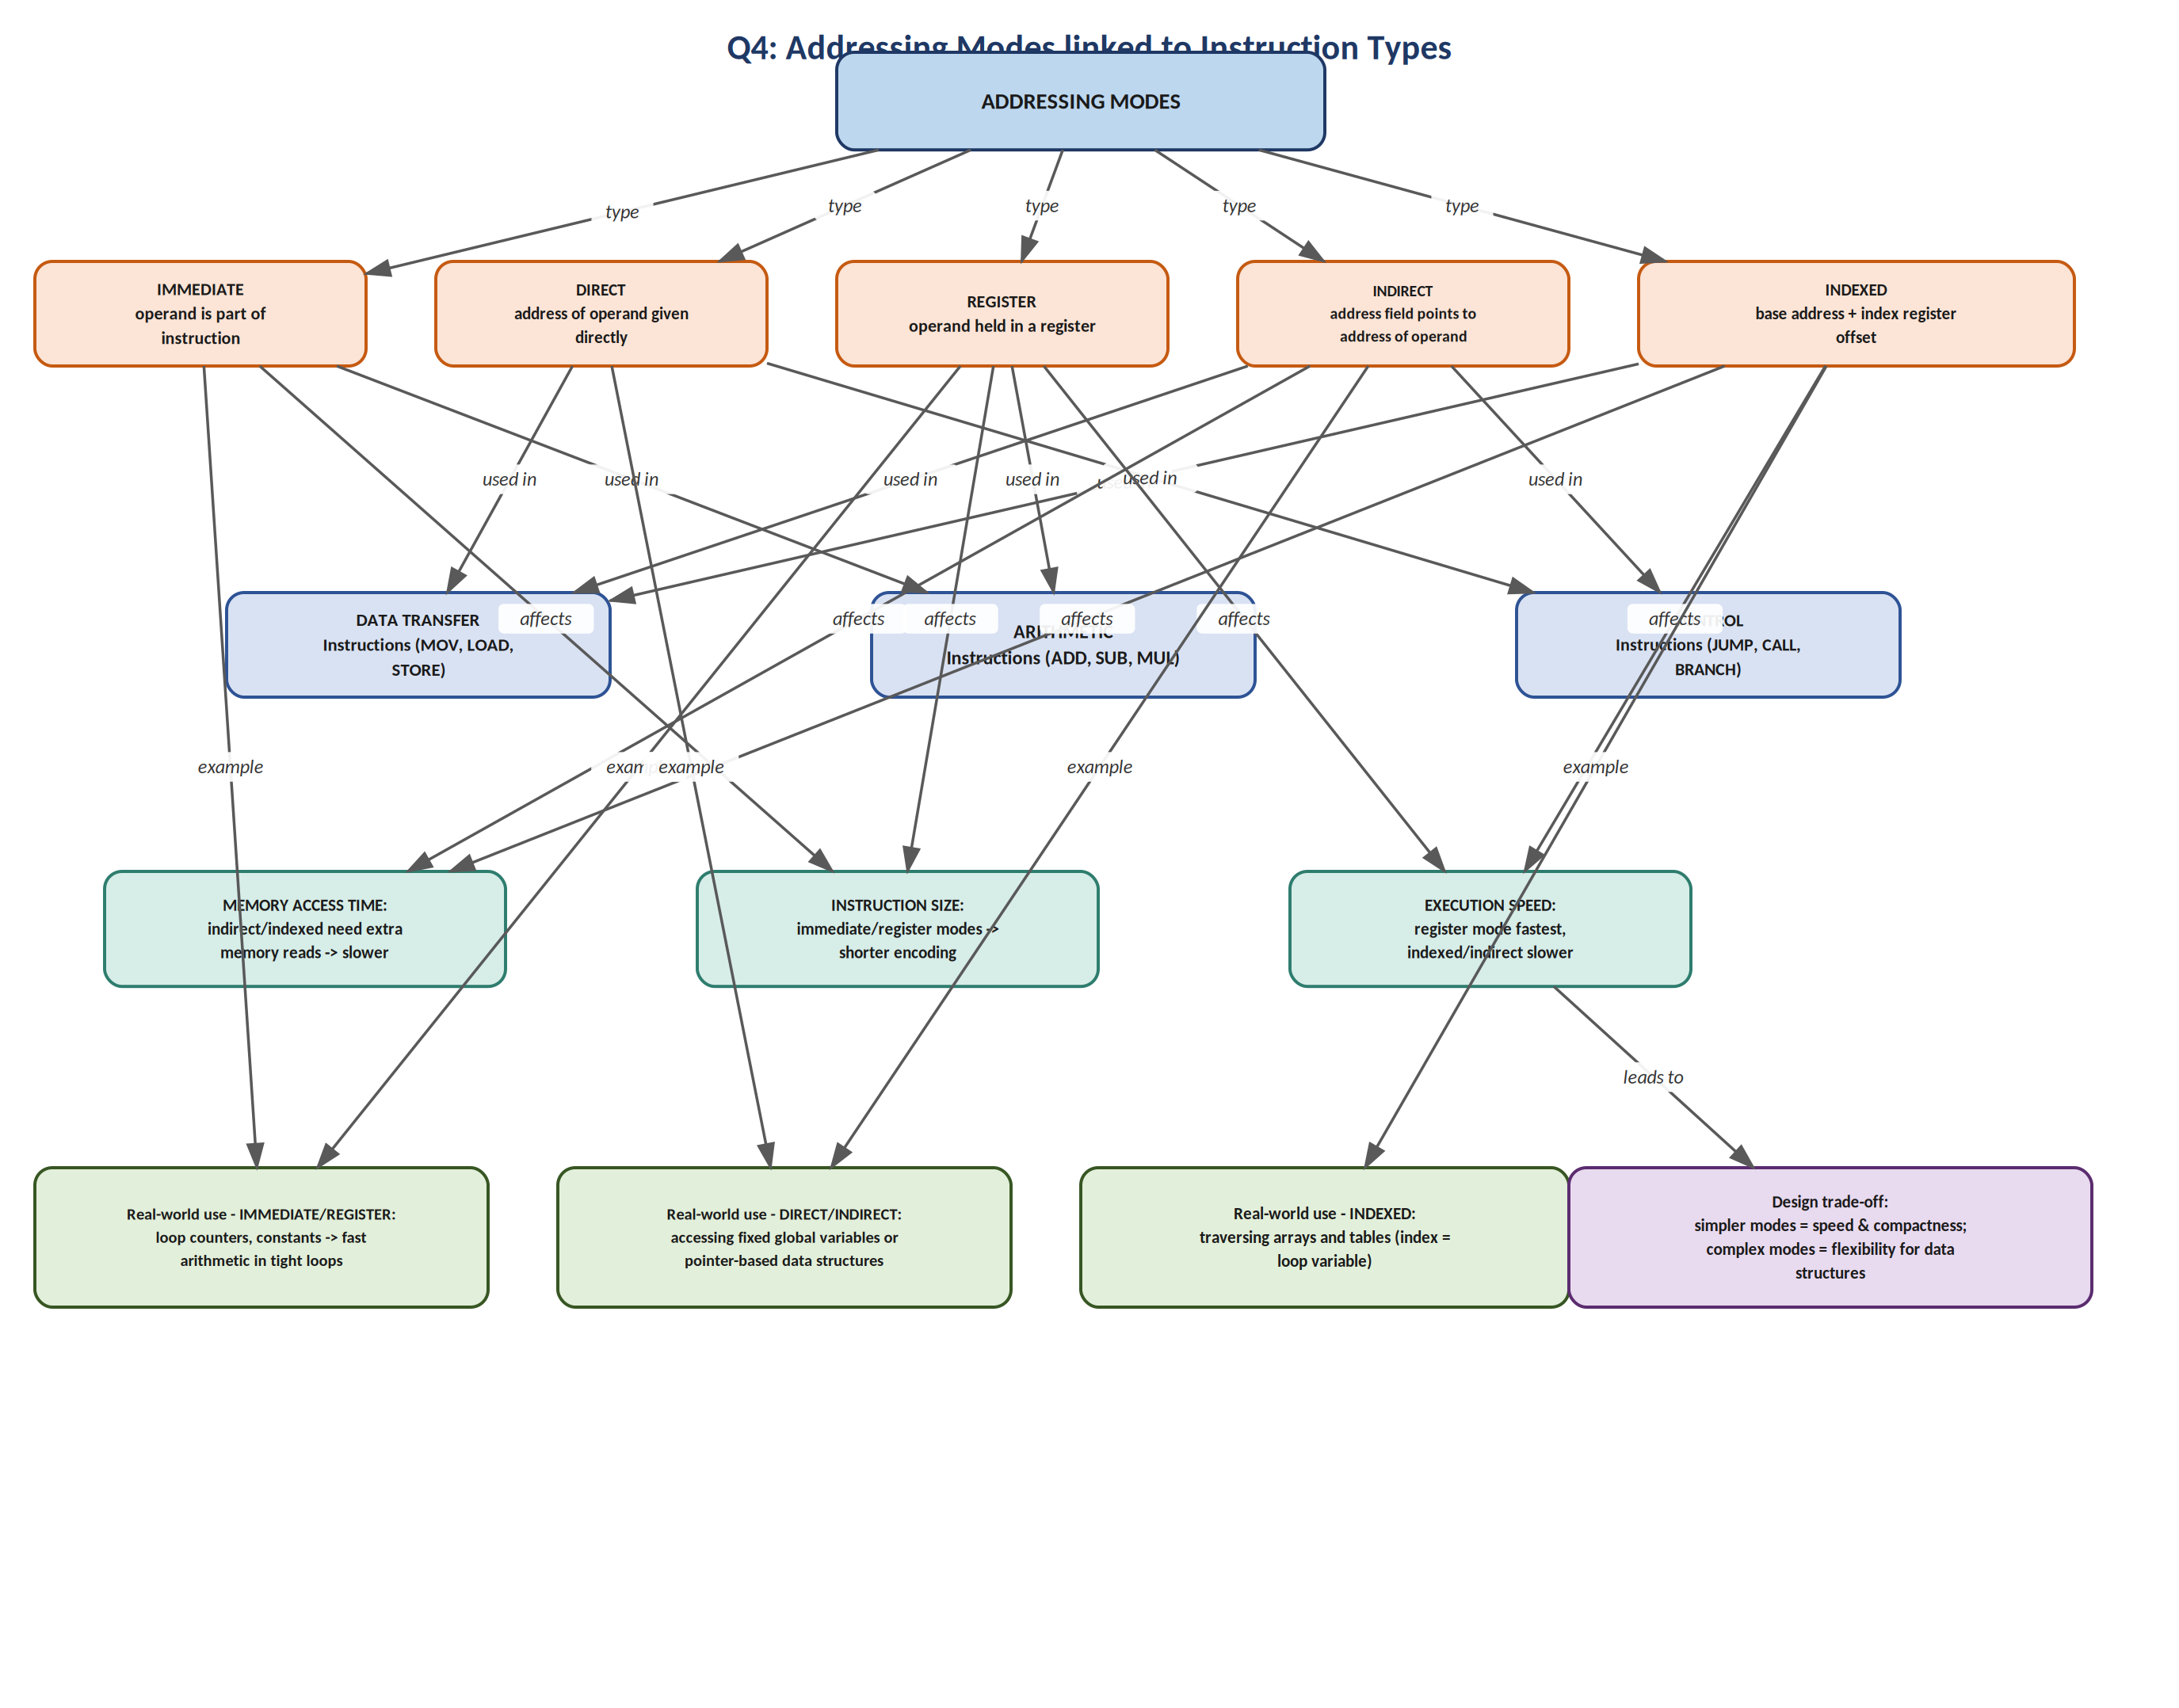 Q4: Addressing Modes linked to Instruction Types
ADDRESSING MODES
type
type
type
type
type
IMMEDIATE
operand is part of
instruction
DIRECT
address of operand given
directly
REGISTER
operand held in a register
INDIRECT
address field points to
address of operand
INDEXED
base address + index register
offset
used in
used in
used in
used in
used in
used in
DATA TRANSFER
Instructions (MOV, LOAD,
STORE)
affects
affects
affects
affects
affects
affects
ARITHMETIC
Instructions (ADD, SUB, MUL)
Instructions (JUMP, CALL,
BRANCH)
example
example
example
example
MEMORY ACCESS TIME:
indirect/indexed need extra
memory reads -> slower
INSTRUCTION SIZE:
immediate/register modes ->
shorter encoding
EXECUTION SPEED:
register mode fastest,
indexed/indirect slower
leads to
Real-world use - IMMEDIATE/REGISTER:
loop counters, constants -> fast
arithmetic in tight loops
Real-world use - DIRECT/INDIRECT:
accessing fixed global variables or
pointer-based data structures
Real-world use - INDEXED:
traversing arrays and tables (index =
loop variable)
Design trade-off:
simpler modes = speed & compactness;
complex modes = flexibility for data
structures